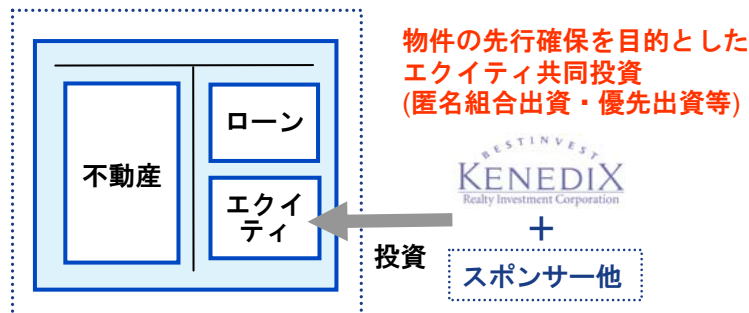 物件の先行確保を目的とした
エクイティ共同投資
(匿名組合出資・優先出資等)
不動産
ローン
エクイ
ティ
BESTINVEST
KENEDIX
Realty Investment Corporation
+
投資
スポンサー他